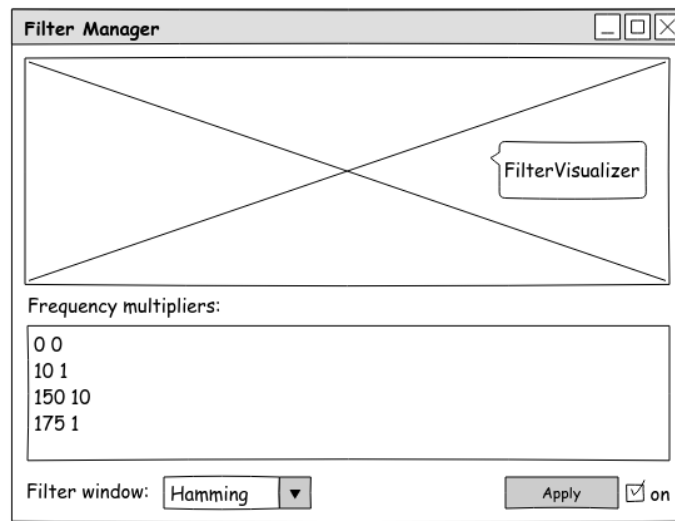 Filter Manager
FilterVisualizer
Frequency multipliers:
0 0
10 1
150 10
175 1
Filter window: Hamming Apply on